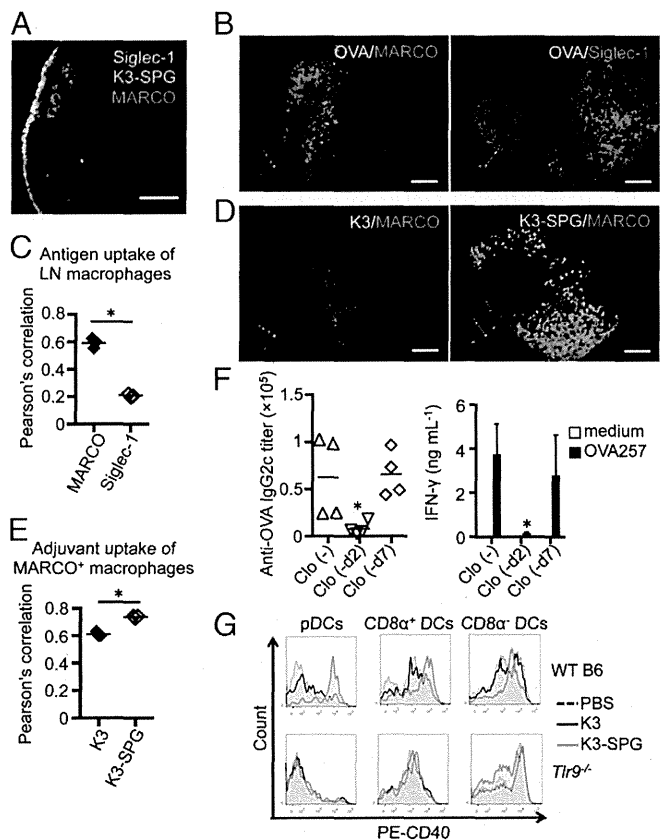 A
Siglec-1
K3-SPG
MARCO
B
OVA/MARCO
OVA/Siglec-1
C
Antigen uptake of
LN macrophages
Pearson's correlation
0.8
0.6
0.4
0.2
0
*
MARCO
Siglec-1
D
K3/MARCO
K3-SPG/MARCO
E
Adjuvant uptake of
MARCO⁺ macrophages
Pearson's correlation
0.8
0.6
0.4
0.2
0
*
K3
K3-SPG
F
Anti-OVA IgG2c titer (×10⁵)
1.5
1
0.5
0
*
Clo (-)
Clo (-d2)
Clo (-d7)
IFN-γ (ng mL⁻¹)
6
4
2
0
*
Clo (-)
Clo (-d2)
Clo (-d7)
medium
OVA257
G
pDCs
CD8α⁺ DCs
CD8α⁻ DCs
WT B6
PBS
K3
K3-SPG
Tlr9⁻/⁻
Count
PE-CD40